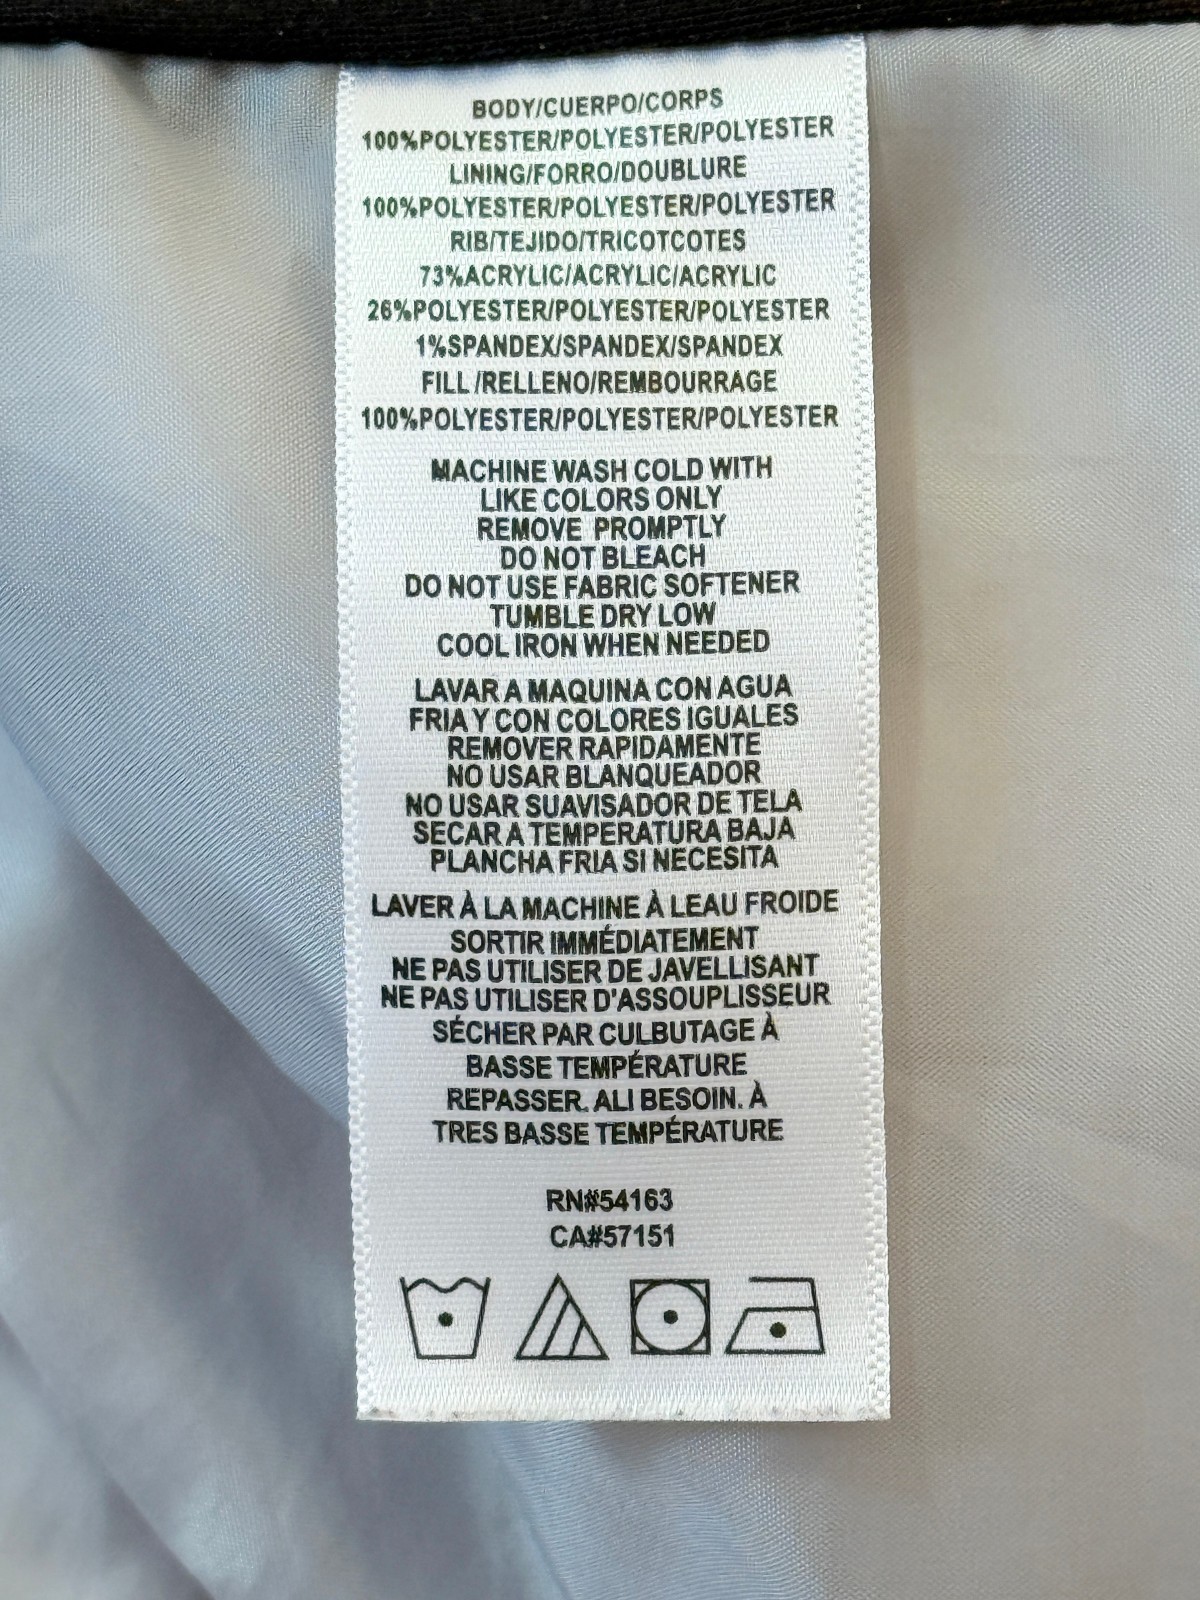 BODY/CUERPO/CORPS
100%POLYESTER/POLYESTER/POLYESTER
LINING/FORRO/DOUBLURE
100%POLYESTER/POLYESTER/POLYESTER
RIB/TEJIDO/TRICOTCOTES
73%ACRYLIC/ACRYLIC/ACRYLIC
26%POLYESTER/POLYESTER/POLYESTER
1%SPANDEX/SPANDEX/SPANDEX
FILL/RELLENO/REMBOURRAGE
100%POLYESTER/POLYESTER/POLYESTER
MACHINE WASH COLD WITH
LIKE COLORS ONLY
REMOVE PROMPTLY
DO NOT BLEACH
DO NOT USE FABRIC SOFTENER
TUMBLE DRY LOW
COOL IRON WHEN NEEDED
LAVAR A MAQUINA CON AGUA
FRIA Y CON COLORES IGUALES
REMOVER RAPIDAMENTE
NO USAR BLANQUEADOR
NO USAR SUAVISADOR DE TELA
SECAR A TEMPERATURA BAJA
PLANCHA FRIA SI NECESITA
LAVER À LA MACHINE À LEAU FROIDE
SORTIR IMMÉDIATEMENT
NE PAS UTILISER DE JAVELLISANT
NE PAS UTILISER D'ASSOUPLISSEUR
SÉCHER PAR CULBUTAGE À
BASSE TEMPÉRATURE
REPASSER. ALI BESOIN. À
TRES BASSE TEMPÉRATURE
RN#54163
CA#57151